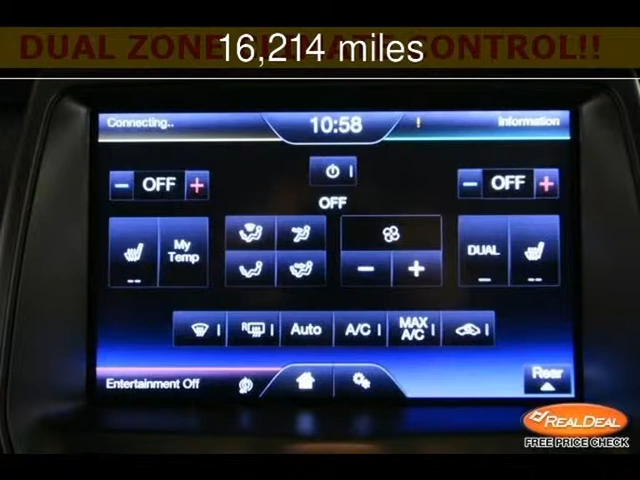 DUAL ZONE CLIMATE CONTROL!!
16,214 miles
Connecting..
10:58
!
Information
− OFF +
− OFF +
OFF
My Temp
DUAL
− +
R
Auto
A/C
MAX A/C
Entertainment Off
Rear
REALDEAL
FREE PRICE CHECK